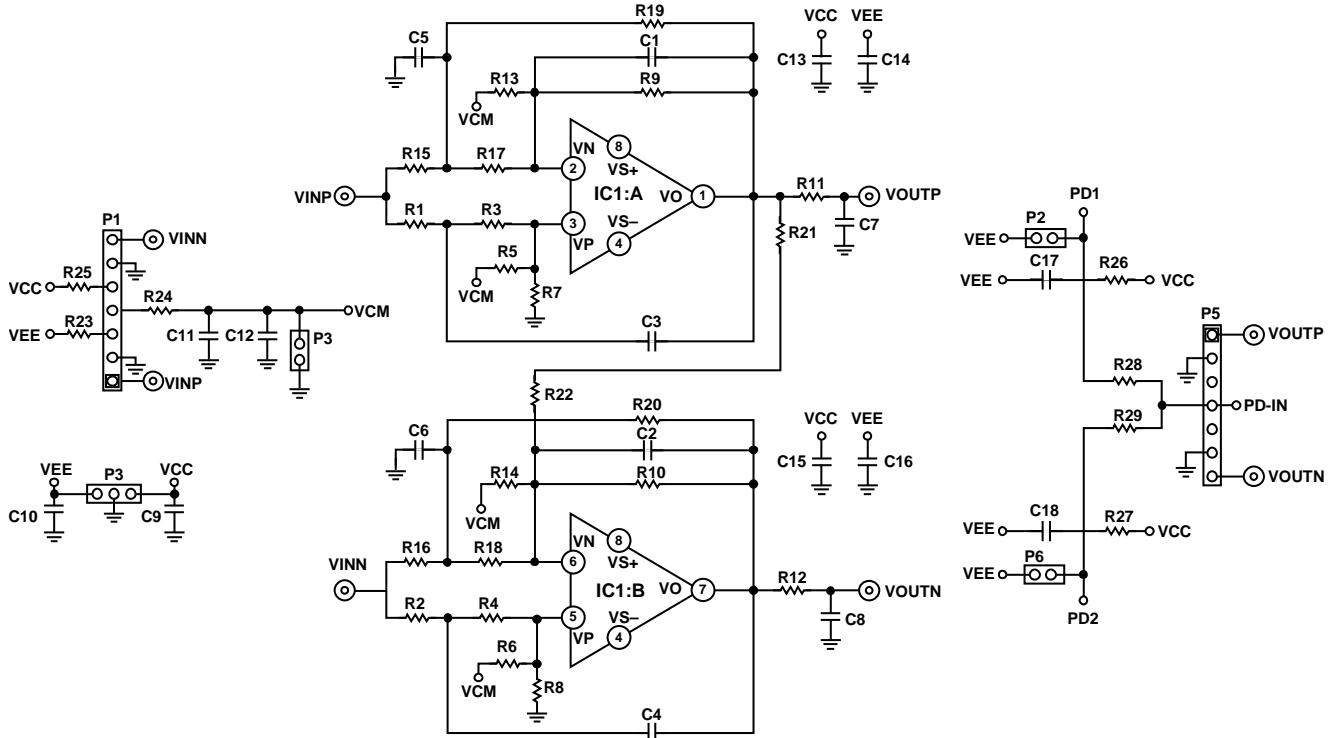 R19
VCC VEE
C5
C1
C13 C14
R13
R9
VCM
VN
8
R15 R17
2
VS+
VINP
IC1:A
VO
1
R11
VOUTP
R1 R3
3
VS–
VP
4
C7
R21
R5
VCM
R7
C3
P1
VINN
R25
VCC
R24
VCM
VEE
R23
C11 C12 P3
VINP
PD1
P2
VEE
C17
R26
VEE
VCC
P5
VOUTP
R28
PD-IN
R29
VOUTN
C18
R27
VEE
VCC
P6
VEE
PD2
R22
R20
VCC VEE
C6
C2
C15 C16
R14
R10
VCM
VN
8
R16 R18
6
VS+
VINN
IC1:B
VO
7
R12
VOUTN
R2 R4
5
VS–
VP
4
C8
R6
VCM
R8
C4
VEE
P3
VCC
C10
C9